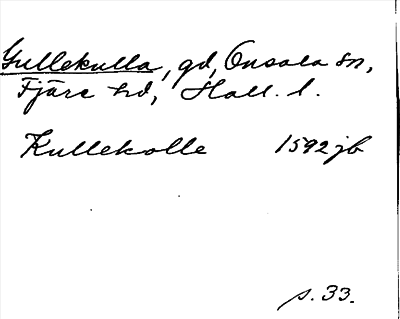 Gullekulla, gd, Onsala sn,
Fjäre hd, Hall. l.
Kullekolle 1592 jb
s. 33.